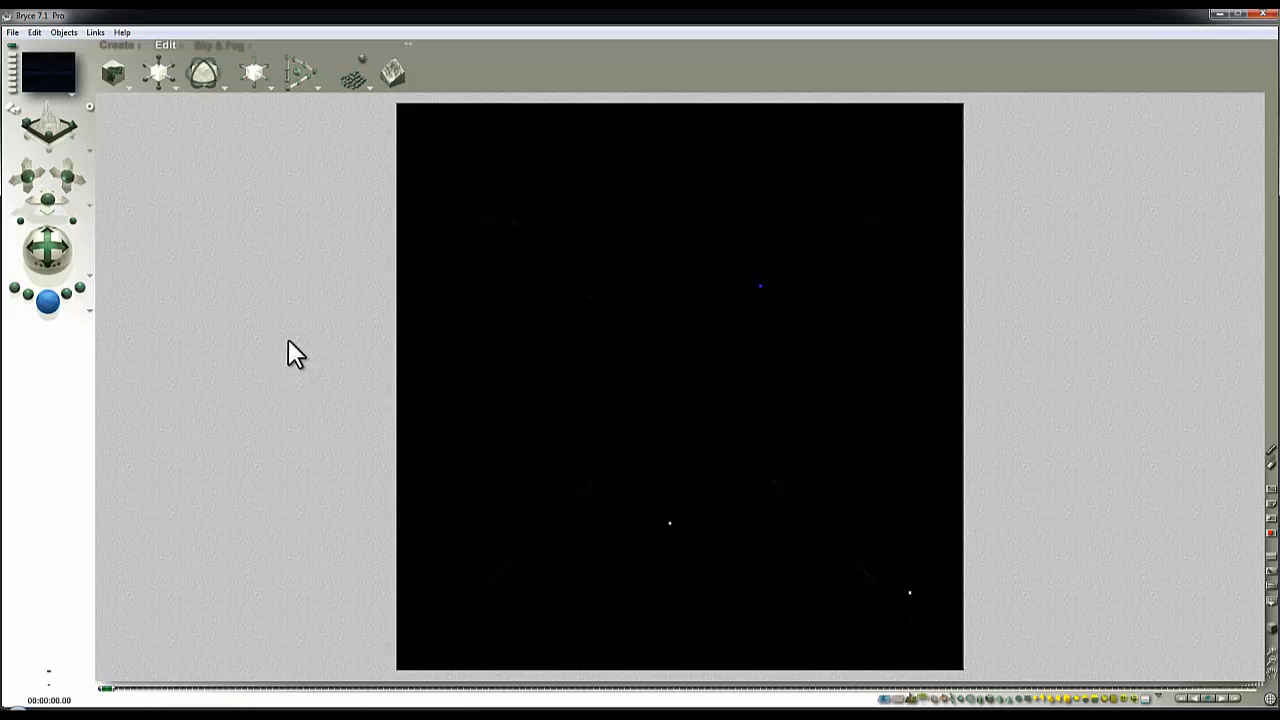 Bryce 7.1 Pro
File Edit Objects Links Help
Create Edit Sky & Fog
00:00:00.00